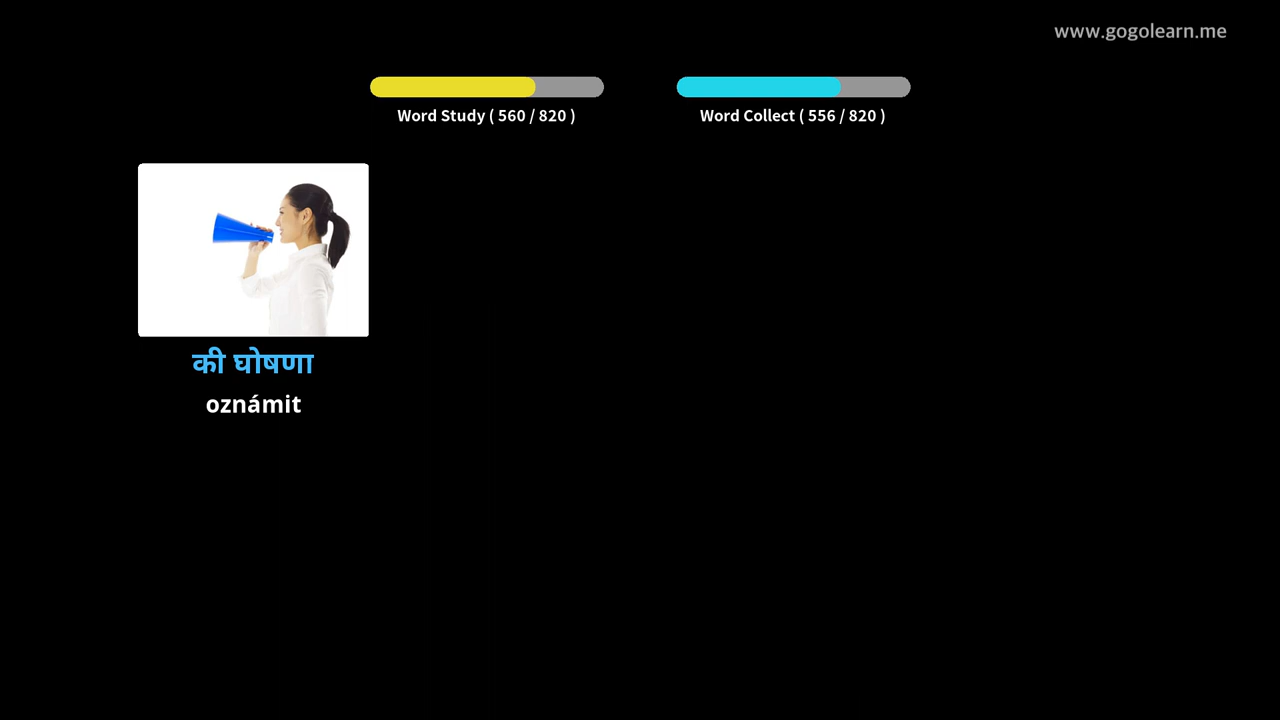 www.gogolearn.me
Word Study ( 560 / 820 )
Word Collect ( 556 / 820 )
की घोषणा
oznámit